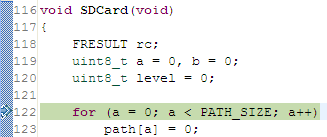 116 void SDCard(void)
117 {
118     FRESULT rc;
119     uint8_t a = 0, b = 0;
120     uint8_t level = 0;
121
122     for (a = 0; a < PATH_SIZE; a++)
123         path[a] = 0;